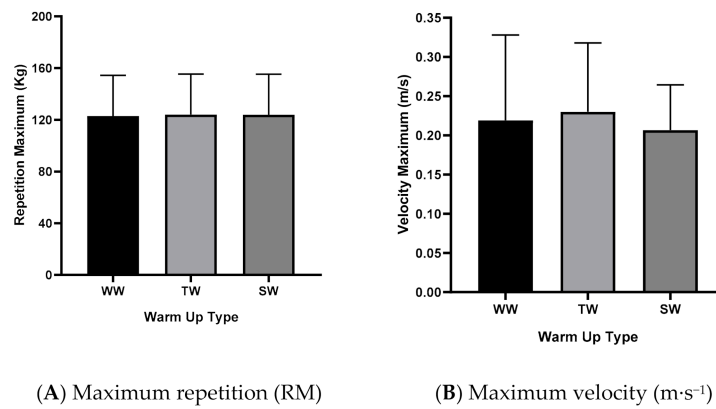 200
160
120
80
40
0
Repetition Maximum (Kg)
WW TW SW
Warm Up Type
(A) Maximum repetition (RM)
0.35
0.30
0.25
0.20
0.15
0.10
0.05
0.00
Velocity Maximum (m/s)
WW TW SW
Warm Up Type
(B) Maximum velocity (m·s⁻¹)